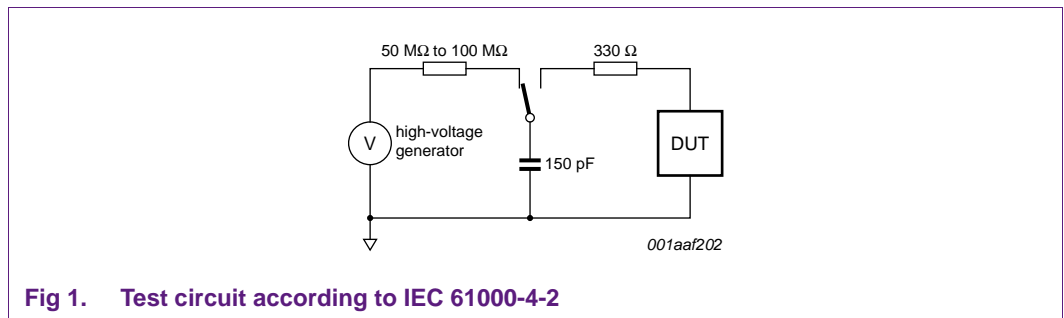 50 MΩ to 100 MΩ
330 Ω
V
high-voltage
generator
DUT
150 pF
001aaf202
Fig 1. Test circuit according to IEC 61000-4-2